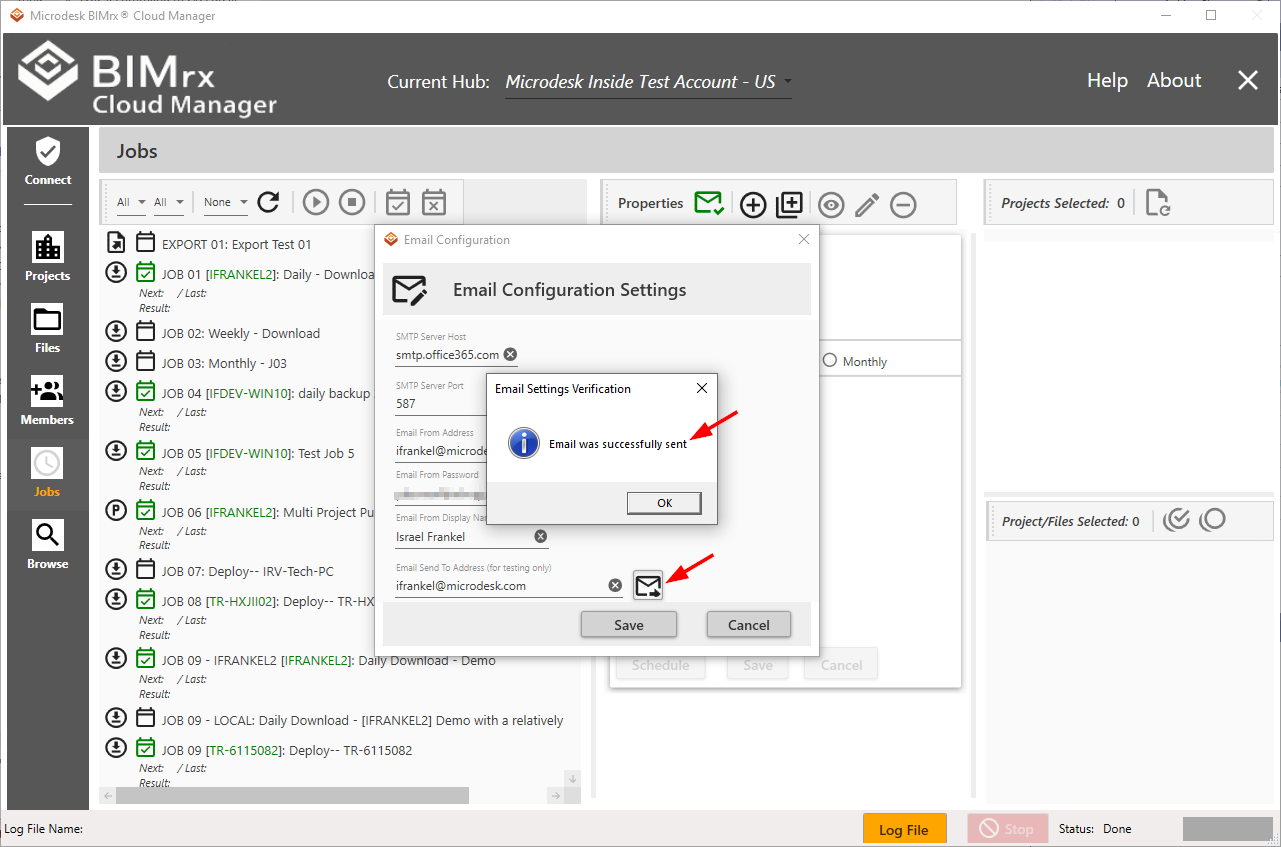 Microdesk BIMrx® Cloud Manager
BIMrx
Cloud Manager
Current Hub: Microdesk Inside Test Account - US
Help About
Connect
Projects
Files
Members
Jobs
Browse
Jobs
All All None
Properties
Projects Selected: 0
EXPORT 01: Export Test 01
JOB 01 [IFRANKEL2]: Daily - Downloa
Next: / Last:
Result:
JOB 02: Weekly - Download
JOB 03: Monthly - J03
JOB 04 [IFDEV-WIN10]: daily backup
Next: / Last:
Result:
JOB 05 [IFDEV-WIN10]: Test Job 5
Next: / Last:
Result:
JOB 06 [IFRANKEL2]: Multi Project Pu
Next: / Last:
Result:
JOB 07: Deploy-- IRV-Tech-PC
JOB 08 [TR-HXJII02]: Deploy-- TR-HX
Next: / Last:
Result:
JOB 09 - IFRANKEL2 [IFRANKEL2]: Daily Download - Demo
Next: / Last:
Result:
JOB 09 - LOCAL: Daily Download - [IFRANKEL2] Demo with a relatively
JOB 09 [TR-6115082]: Deploy-- TR-6115082
Next: / Last:
Result:
Email Configuration
Email Configuration Settings
SMTP Server Host
smtp.office365.com
SMTP Server Port
587
Email From Address
ifrankel@microde
Email From Password
Email From Display Nan
Israel Frankel
Email Send To Address (for testing only)
ifrankel@microdesk.com
Save Cancel
Email Settings Verification
Email was successfully sent
OK
Monthly
Schedule Save Cancel
Project/Files Selected: 0
Log File Name:
Log File
Stop
Status: Done